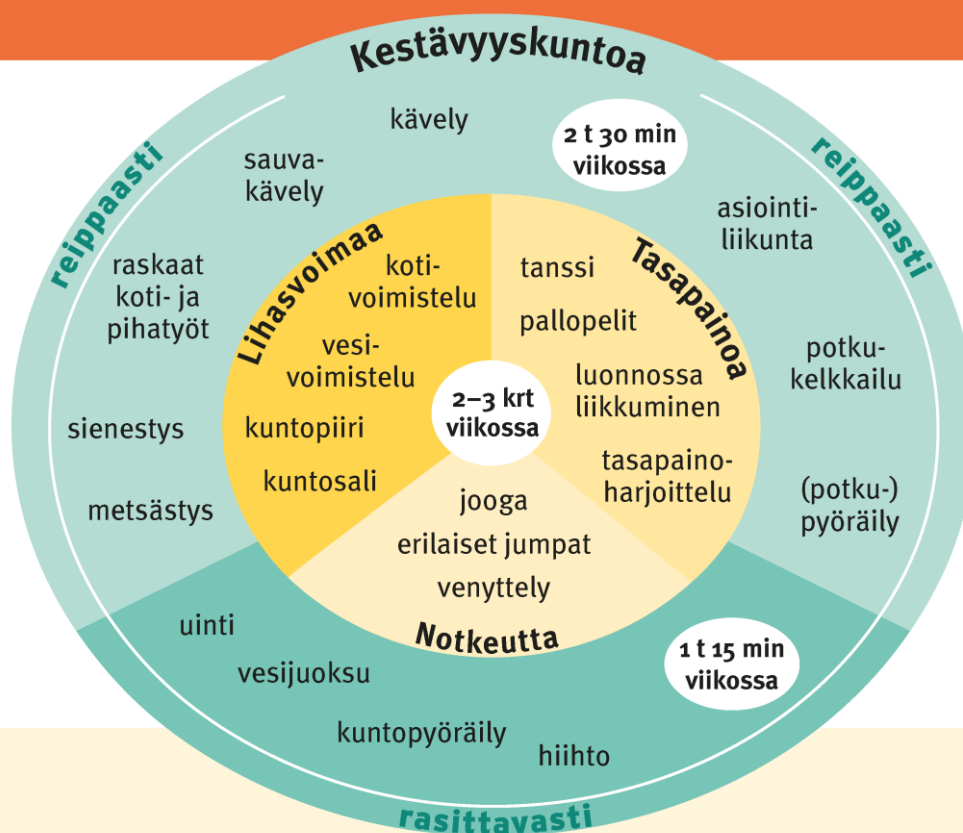 Kestävyyskuntoa
reippaasti
reippaasti
kävely
2 t 30 min
viikossa
sauva-
kävely
asiointi-
liikunta
raskaat
koti- ja
pihatyöt
potku-
kelkkailu
sienestys
metsästys
(potku-)
pyöräily
Lihasvoimaa
koti-
voimistelu
vesi-
voimistelu
kuntopiiri
kuntosali
Tasapainoa
tanssi
pallopelit
luonnossa
liikkuminen
tasapaino-
harjoittelu
2–3 krt
viikossa
jooga
erilaiset jumpat
venyttely
Notkeutta
uinti
vesijuoksu
kuntopyöräily
hiihto
1 t 15 min
viikossa
rasittavasti